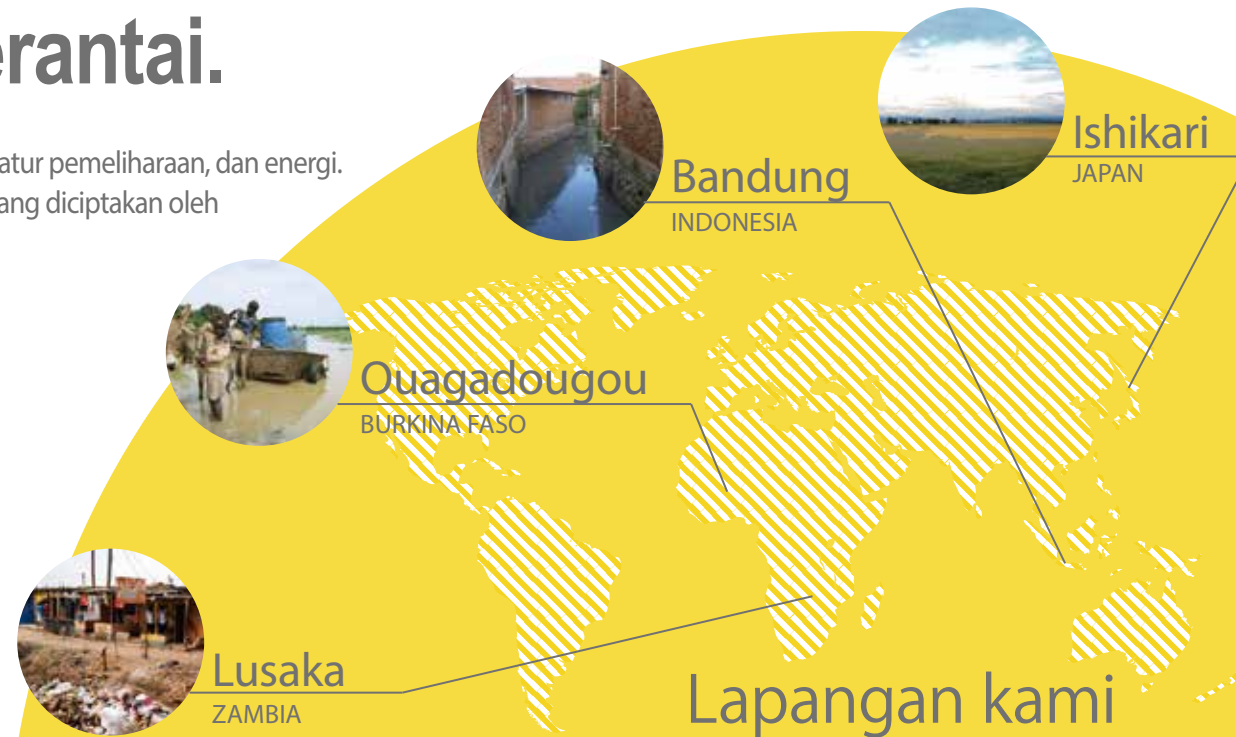 erantai.
atur pemeliharaan, dan energi.
ang diciptakan oleh
Ishikari
JAPAN
Bandung
INDONESIA
Ouagadougou
BURKINA FASO
Lusaka
ZAMBIA
Lapangan kami